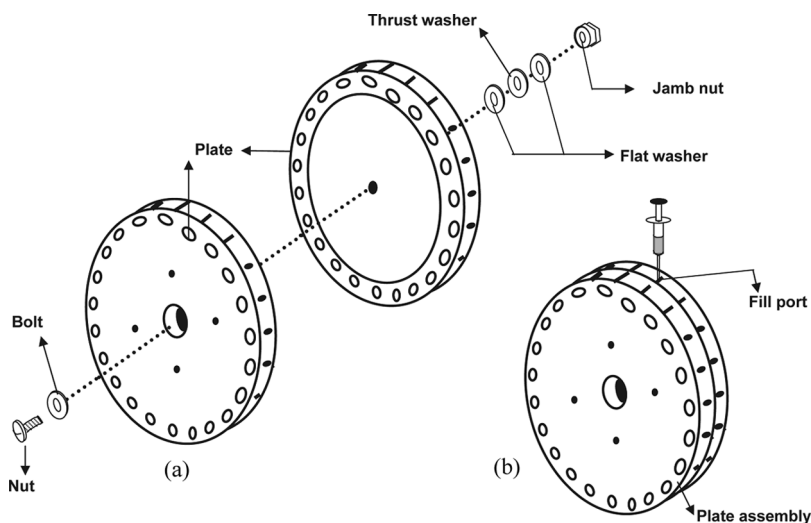 Thrust washer
Jamb nut
Plate
Flat washer
Fill port
Bolt
(a)
(b)
Nut
Plate assembly